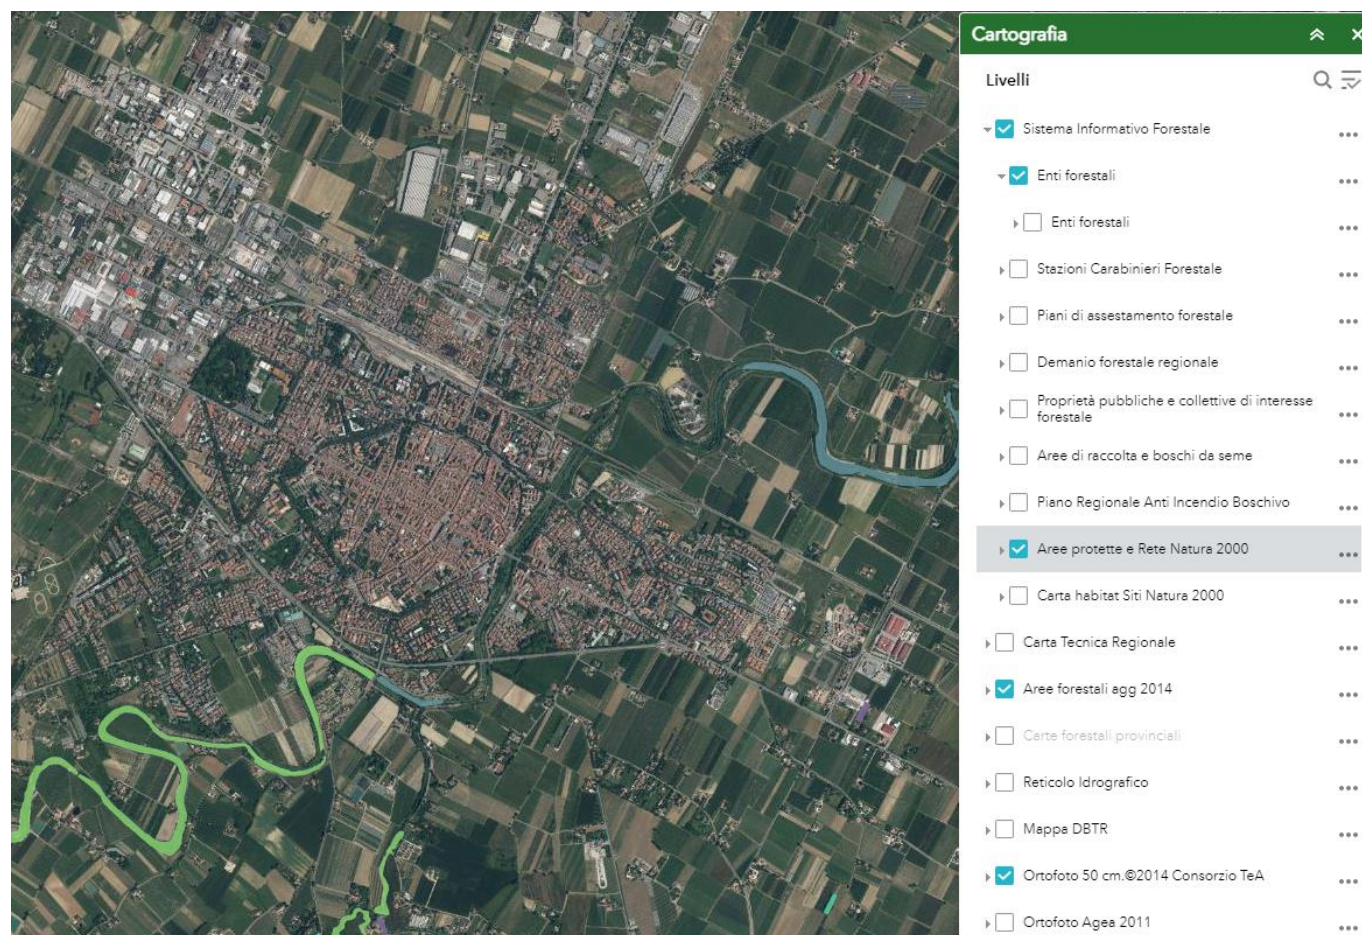 Cartografia
Livelli
Sistema Informativo Forestale
Enti forestali
Enti forestali
Stazioni Carabinieri Forestale
Piani di assestamento forestale
Demanio forestale regionale
Proprietà pubbliche e collettive di interesse
forestale
Aree di raccolta e boschi da seme
Piano Regionale Anti Incendio Boschivo
Aree protette e Rete Natura 2000
Carta habitat Siti Natura 2000
Carta Tecnica Regionale
Aree forestali agg 2014
Carte forestali provinciali
Reticolo Idrografico
Mappa DBTR
Ortofoto 50 cm.©2014 Consorzio TeA
Ortofoto Agea 2011